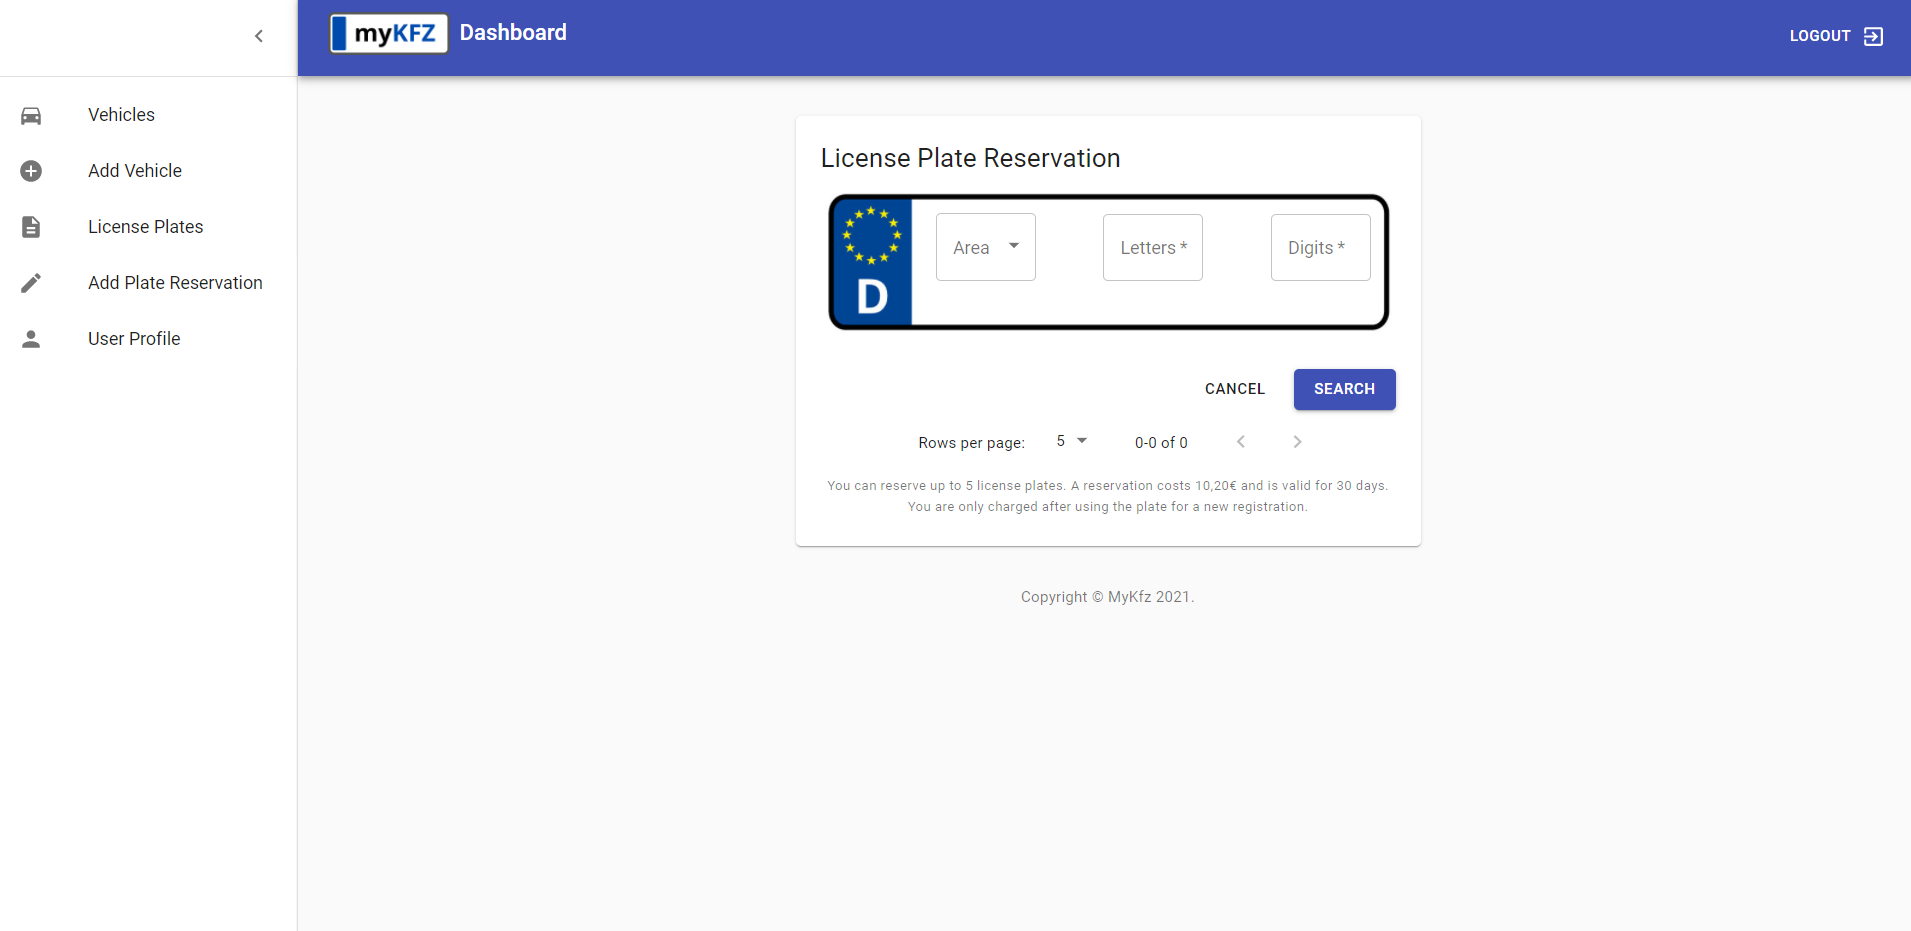 myKFZ Dashboard
LOGOUT
Vehicles
Add Vehicle
License Plates
Add Plate Reservation
User Profile
License Plate Reservation
D
Area
Letters *
Digits *
CANCEL
SEARCH
Rows per page: 5 0-0 of 0
You can reserve up to 5 license plates. A reservation costs 10,20€ and is valid for 30 days.
You are only charged after using the plate for a new registration.
Copyright © MyKfz 2021.